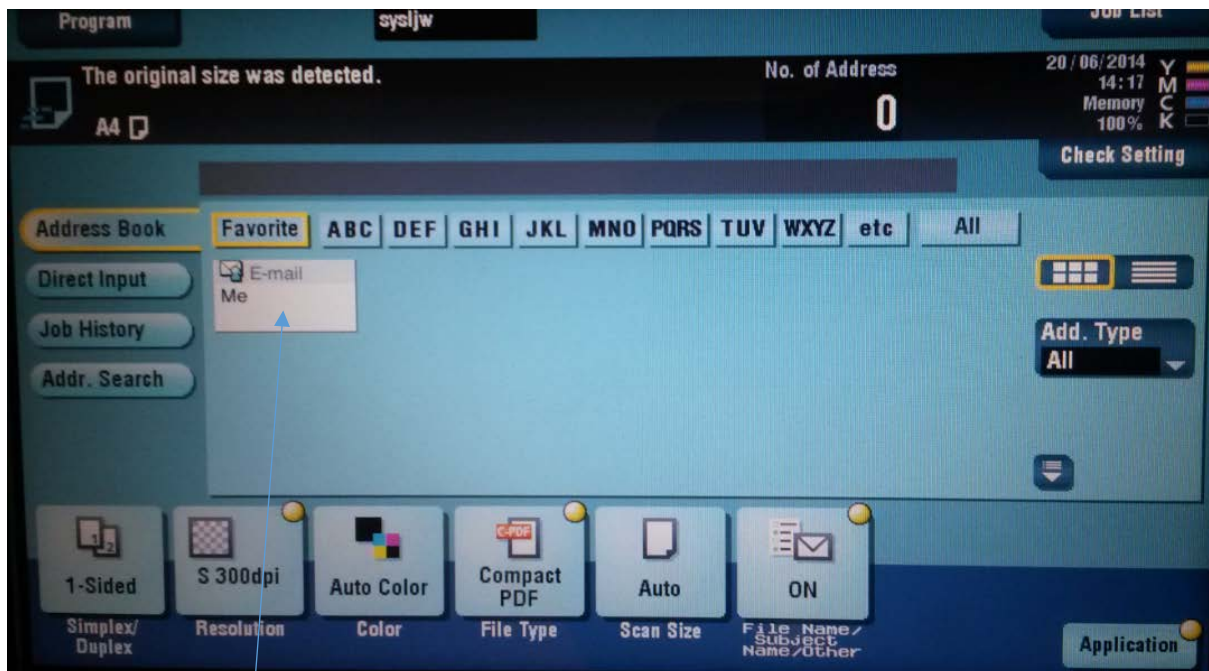 Program
sysljw
Job List
The original size was detected.
A4
No. of Address
0
20/06/2014
14:17
Memory
100%
Y
M
C
K
Check Setting
Address Book
Favorite ABC DEF GHI JKL MNO PQRS TUV WXYZ etc All
Direct Input
Job History
Addr. Search
E-mail
Me
Add. Type
All
1 2
1-Sided
S 300dpi
Auto Color
C-PDF
Compact
PDF
Auto
ON
Simplex/
Duplex
Resolution
Color
File Type
Scan Size
File Name/
Subject
Name/Other
Application